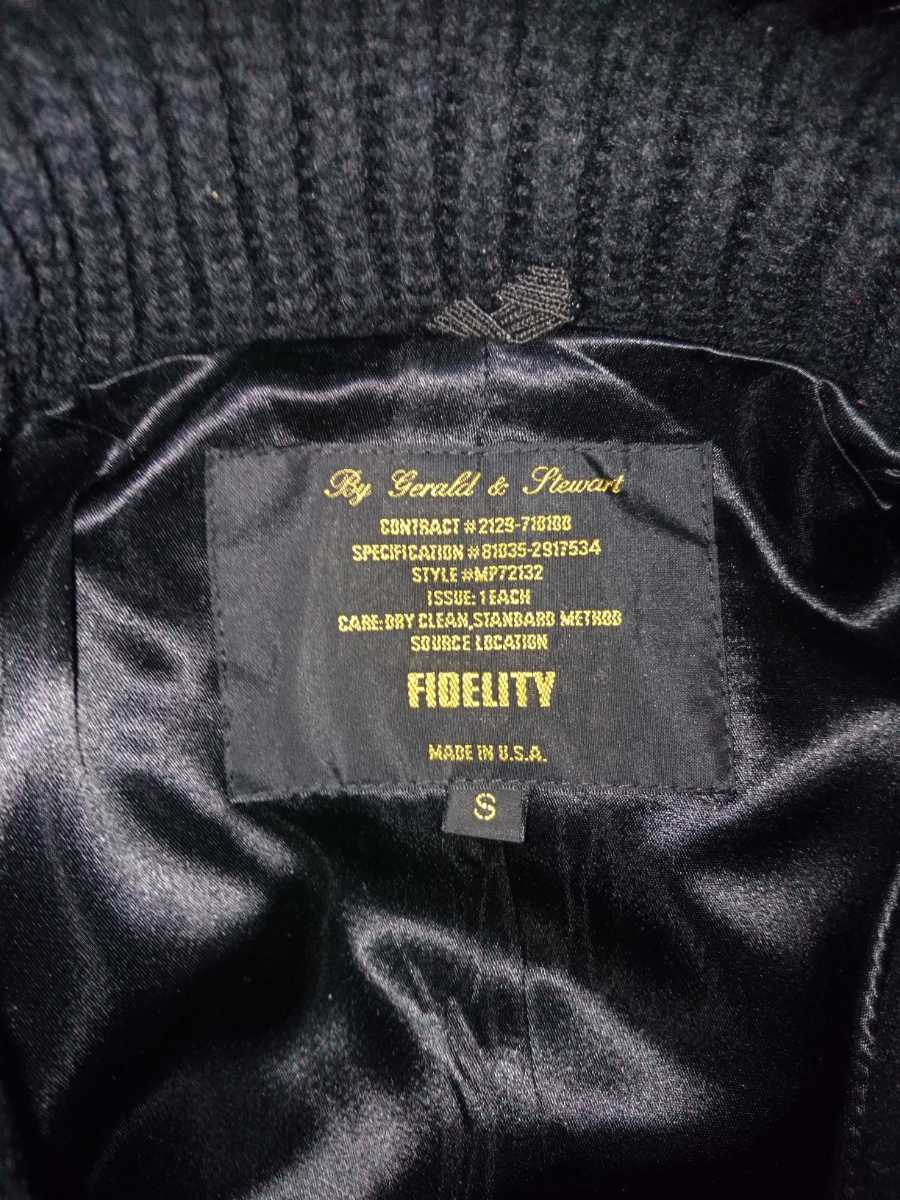 By Gerald & Stewart
CONTRACT #2129-710100
SPECIFICATION #81035-2917534
STYLE #MP72132
ISSUE: 1 EACH
CARE: DRY CLEAN, STANDARD METHOD
SOURCE LOCATION
FIDELITY
MADE IN U.S.A.
S